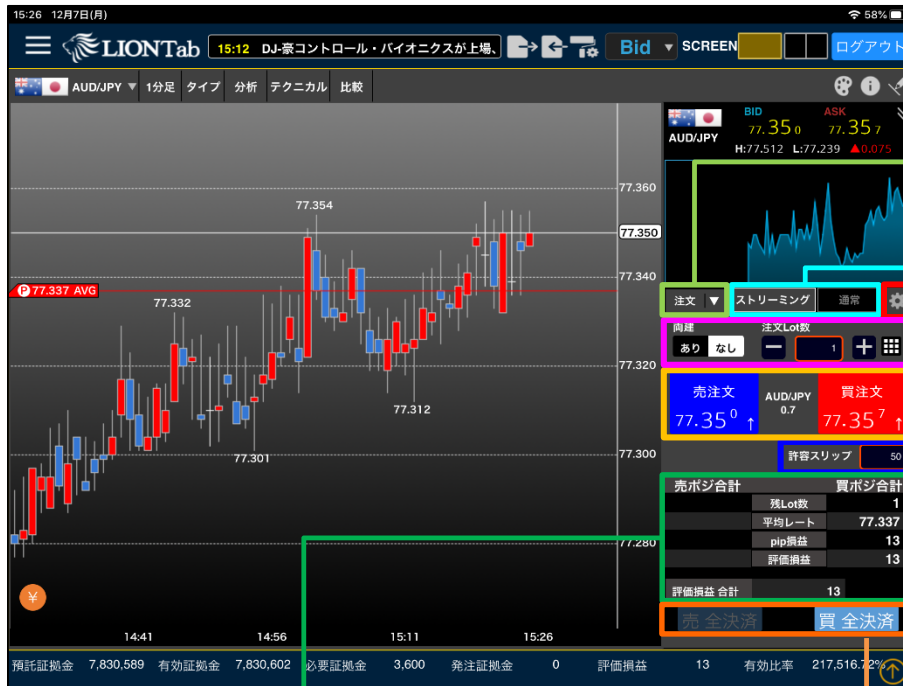 15:26 12月7日(月) 58%
LIONTab 15:12 DJ-豪コントロール・バイオニクスが上場、 Bid ▼ SCREEN ログアウト
AUD/JPY ▼ 1分足 タイプ 分析 テクニカル 比較
AUD/JPY
BID ASK
77.350 77.357
H:77.512 L:77.239 ▲0.075
77.360
77.354
77.350
77.340
P 77.337 AVG
77.332
77.320
77.312
77.301
77.300
77.280
注文 ▼ ストリーミング 通常
両建 注文Lot数
あり なし － 1 ＋
売注文 AUD/JPY 買注文
77.35⁰ ↑ 0.7 77.35⁷ ↑
許容スリップ 50
売ポジ合計 買ポジ合計
残Lot数 1
平均レート 77.337
pip損益 13
評価損益 13
評価損益 合計 13
売 全決済 買 全決済
¥
14:41 14:56 15:11 15:26
預託証拠金 7,830,589 有効証拠金 7,830,602 必要証拠金 3,600 発注証拠金 0 評価損益 13 有効比率 217,516.72%